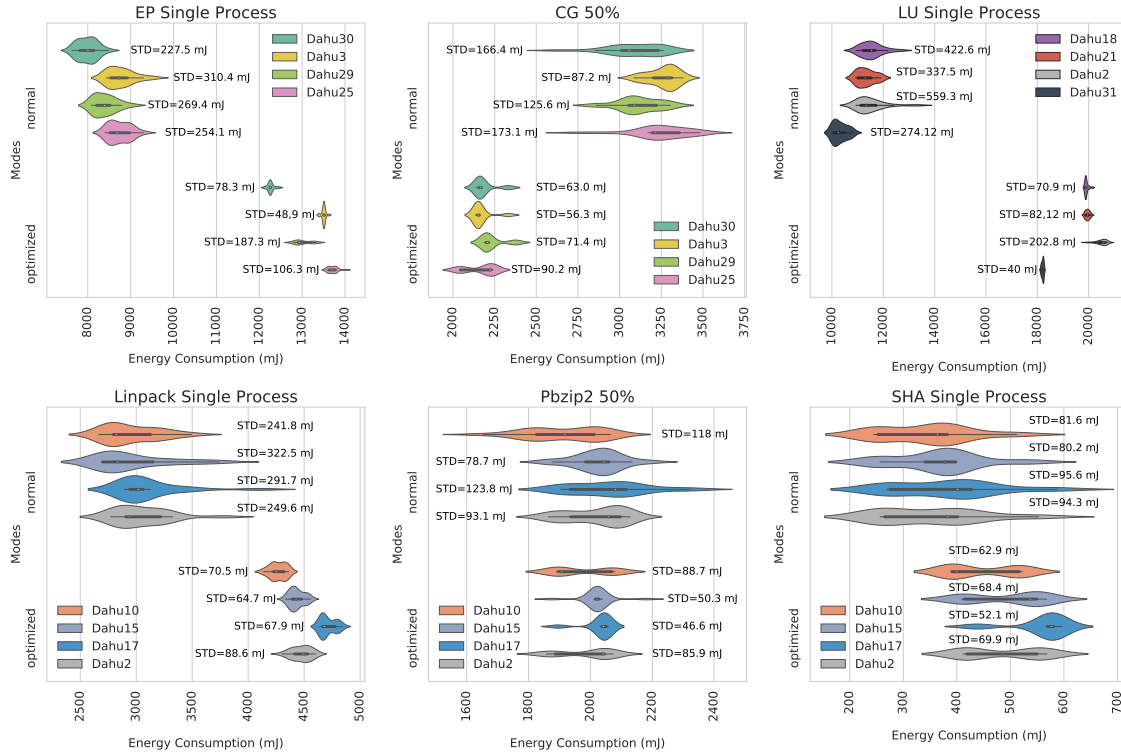 EP Single Process
STD=227.5 mJ
STD=310.4 mJ
STD=269.4 mJ
STD=254.1 mJ
STD=78.3 mJ
STD=48,9 mJ
STD=187.3 mJ
STD=106.3 mJ
Dahu30
Dahu3
Dahu29
Dahu25
normal
optimized
Modes
8000
9000
10000
11000
12000
13000
14000
Energy Consumption (mJ)
CG 50%
STD=166.4 mJ
STD=87.2 mJ
STD=125.6 mJ
STD=173.1 mJ
STD=63.0 mJ
STD=56.3 mJ
STD=71.4 mJ
STD=90.2 mJ
Dahu30
Dahu3
Dahu29
Dahu25
normal
optimized
Modes
2000
2250
2500
2750
3000
3250
3500
3750
Energy Consumption (mJ)
LU Single Process
STD=422.6 mJ
STD=337.5 mJ
STD=559.3 mJ
STD=274.12 mJ
STD=70.9 mJ
STD=82,12 mJ
STD=202.8 mJ
STD=40 mJ
Dahu18
Dahu21
Dahu2
Dahu31
normal
optimized
Modes
10000
12000
14000
16000
18000
20000
Energy Consumption (mJ)
Linpack Single Process
STD=241.8 mJ
STD=322.5 mJ
STD=291.7 mJ
STD=249.6 mJ
STD=70.5 mJ
STD=64.7 mJ
STD=67.9 mJ
STD=88.6 mJ
Dahu10
Dahu15
Dahu17
Dahu2
normal
optimized
Modes
2500
3000
3500
4000
4500
5000
Energy Consumption (mJ)
Pbzip2 50%
STD=118 mJ
STD=78.7 mJ
STD=123.8 mJ
STD=93.1 mJ
STD=88.7 mJ
STD=50.3 mJ
STD=46.6 mJ
STD=85.9 mJ
Dahu10
Dahu15
Dahu17
Dahu2
normal
optimized
Modes
1600
1800
2000
2200
2400
Energy Consumption (mJ)
SHA Single Process
STD=81.6 mJ
STD=80.2 mJ
STD=95.6 mJ
STD=94.3 mJ
STD=62.9 mJ
STD=68.4 mJ
STD=52.1 mJ
STD=69.9 mJ
Dahu10
Dahu15
Dahu17
Dahu2
normal
optimized
Modes
200
300
400
500
600
700
Energy Consumption (mJ)